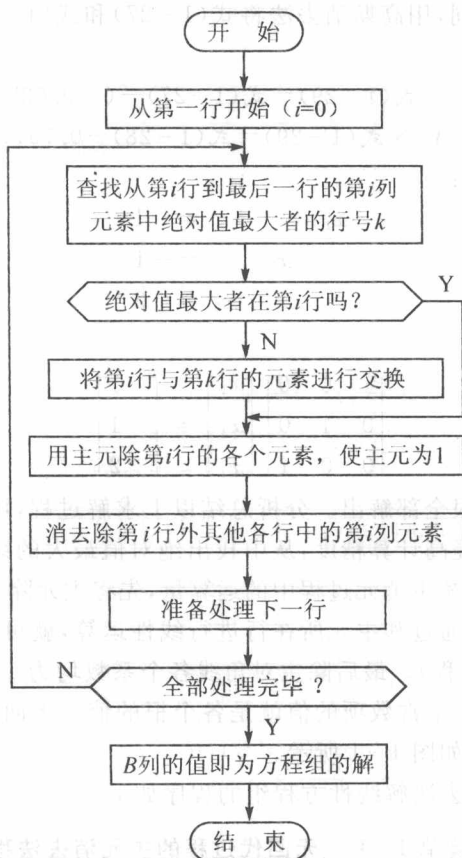 开 始
从第一行开始（i=0）
查找从第i行到最后一行的第i列
元素中绝对值最大者的行号k
绝对值最大者在第i行吗？
Y
N
将第i行与第k行的元素进行交换
用主元除第i行的各个元素，使主元为1
消去除第i行外其他各行中的第i列元素
准备处理下一行
N
全部处理完毕？
Y
B列的值即为方程组的解
结 束